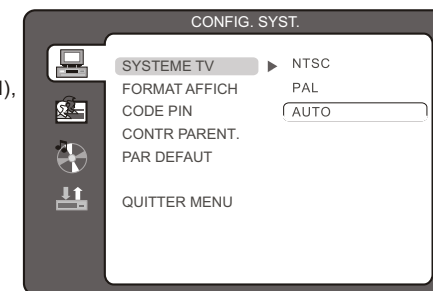 CONFIG. SYST.
),
SYSTEME TV
NTSC
FORMAT AFFICH
PAL
CODE PIN
AUTO
CONTR PARENT.
PAR DEFAUT
QUITTER MENU